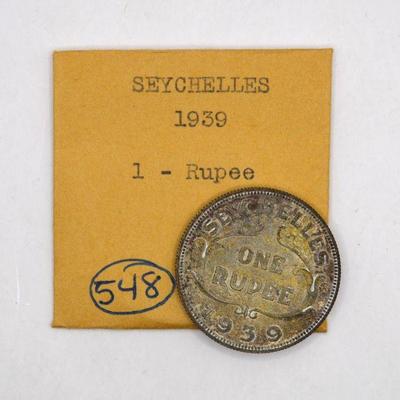 SEYCHELLES
1939
1 - Rupee
548
SEYCHELLES
ONE
RUPEE
1939